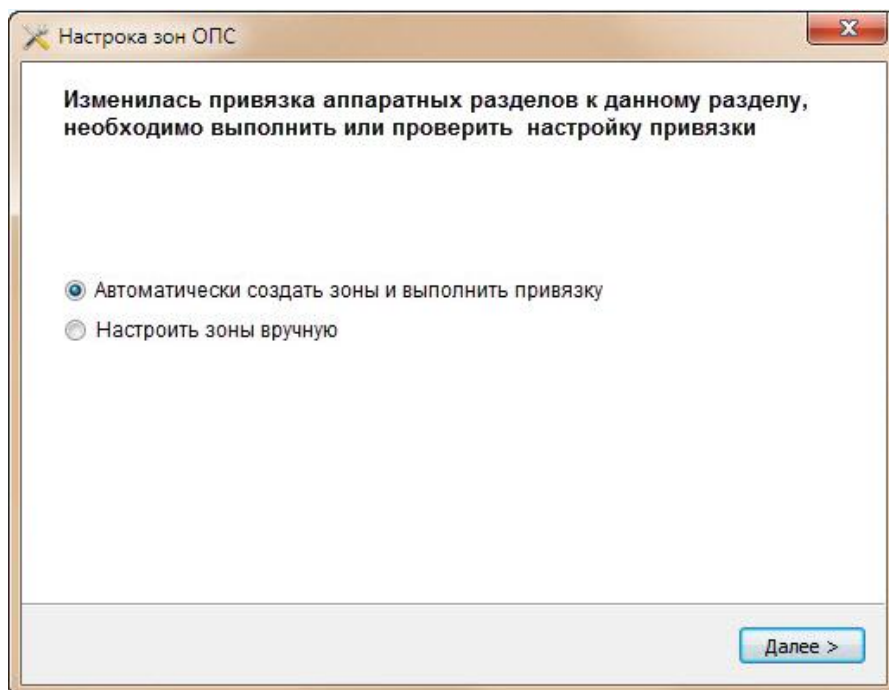 Настрока зон ОПС
Изменилась привязка аппаратных разделов к данному разделу,
необходимо выполнить или проверить настройку привязки
Автоматически создать зоны и выполнить привязку
Настроить зоны вручную
Далее >